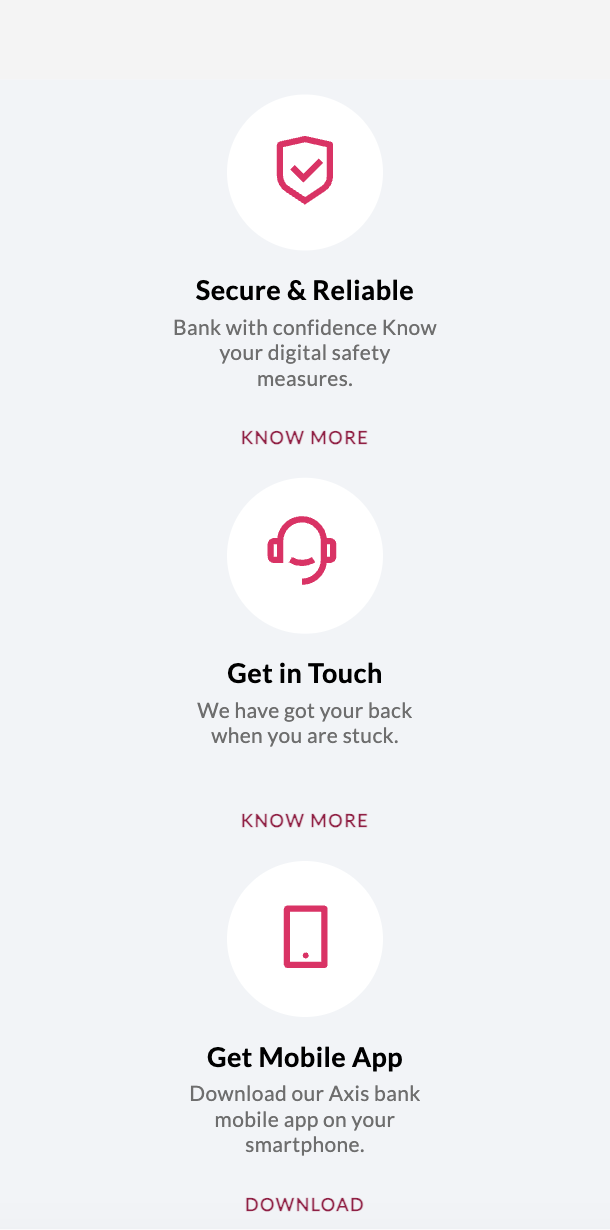 Secure & Reliable
Bank with confidence Know
your digital safety
measures.
KNOW MORE
Get in Touch
We have got your back
when you are stuck.
KNOW MORE
Get Mobile App
Download our Axis bank
mobile app on your
smartphone.
DOWNLOAD